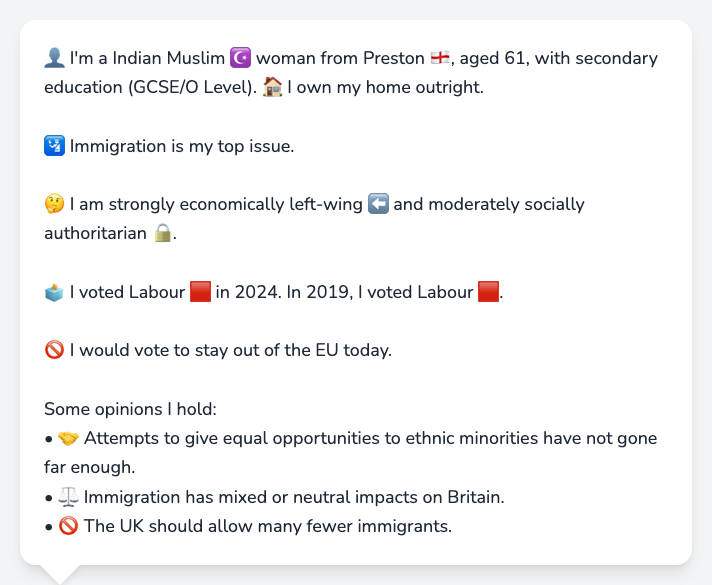 👤 I'm a Indian Muslim ☪️ woman from Preston 🏴󠁧󠁢󠁥󠁮󠁧󠁿, aged 61, with secondary
education (GCSE/O Level). 🏠 I own my home outright.
🛂 Immigration is my top issue.
🤔 I am strongly economically left-wing ⬅️ and moderately socially
authoritarian 🔒.
🗳️ I voted Labour 🟥 in 2024. In 2019, I voted Labour 🟥.
🚫 I would vote to stay out of the EU today.
Some opinions I hold:
• 🤝 Attempts to give equal opportunities to ethnic minorities have not gone
far enough.
• ⚖️ Immigration has mixed or neutral impacts on Britain.
• 🚫 The UK should allow many fewer immigrants.